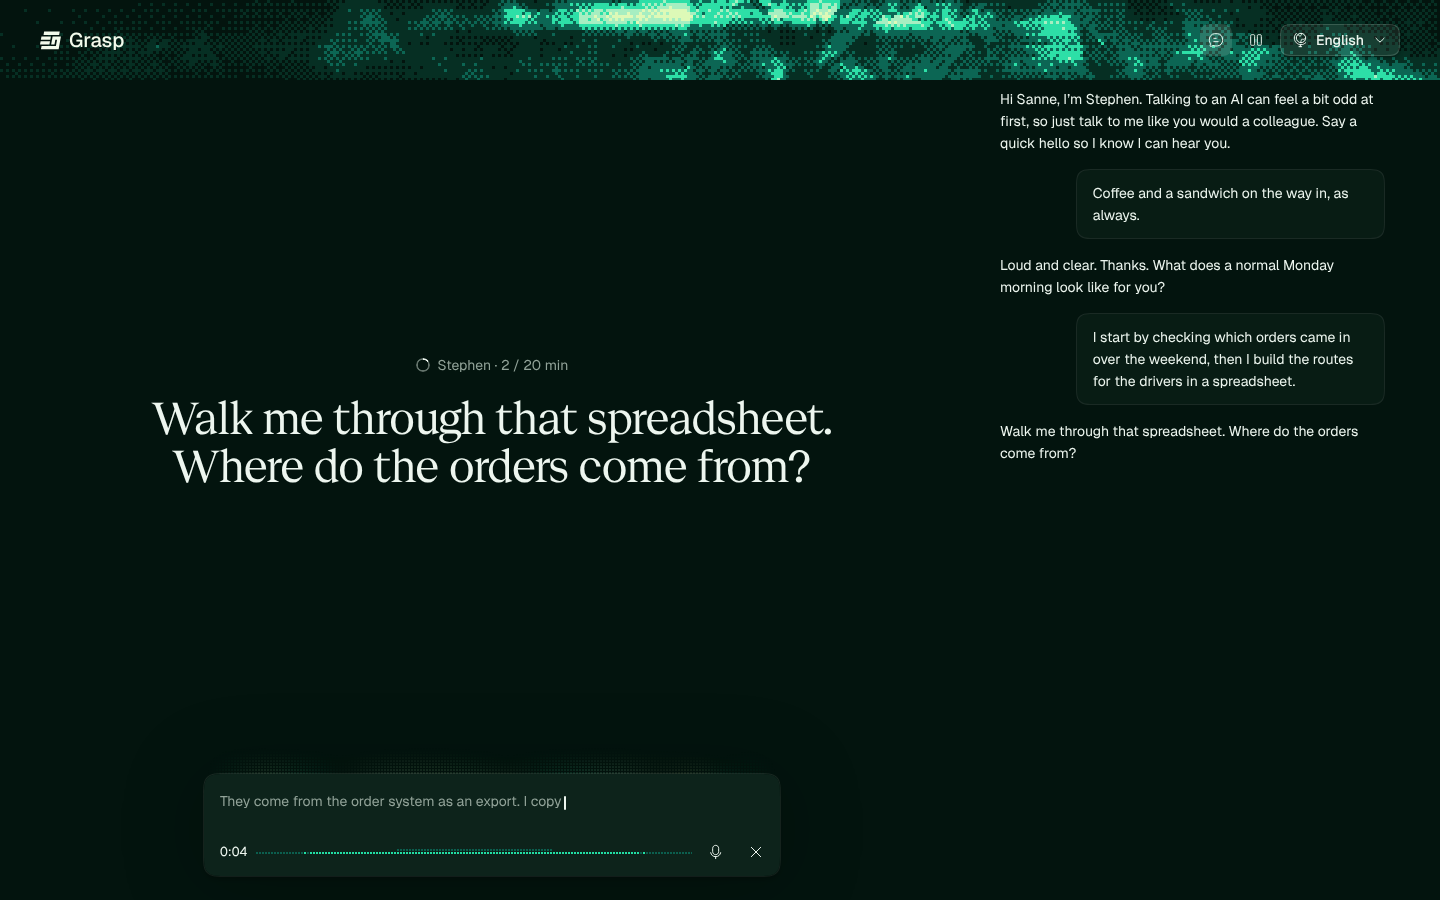 Grasp
English
Hi Sanne, I’m Stephen. Talking to an AI can feel a bit odd at
first, so just talk to me like you would a colleague. Say a
quick hello so I know I can hear you.
Coffee and a sandwich on the way in, as
always.
Loud and clear. Thanks. What does a normal Monday
morning look like for you?
I start by checking which orders came in
over the weekend, then I build the routes
for the drivers in a spreadsheet.
Walk me through that spreadsheet. Where do the orders
come from?
Stephen · 2 / 20 min
Walk me through that spreadsheet.
Where do the orders come from?
They come from the order system as an export. I copy
0:04